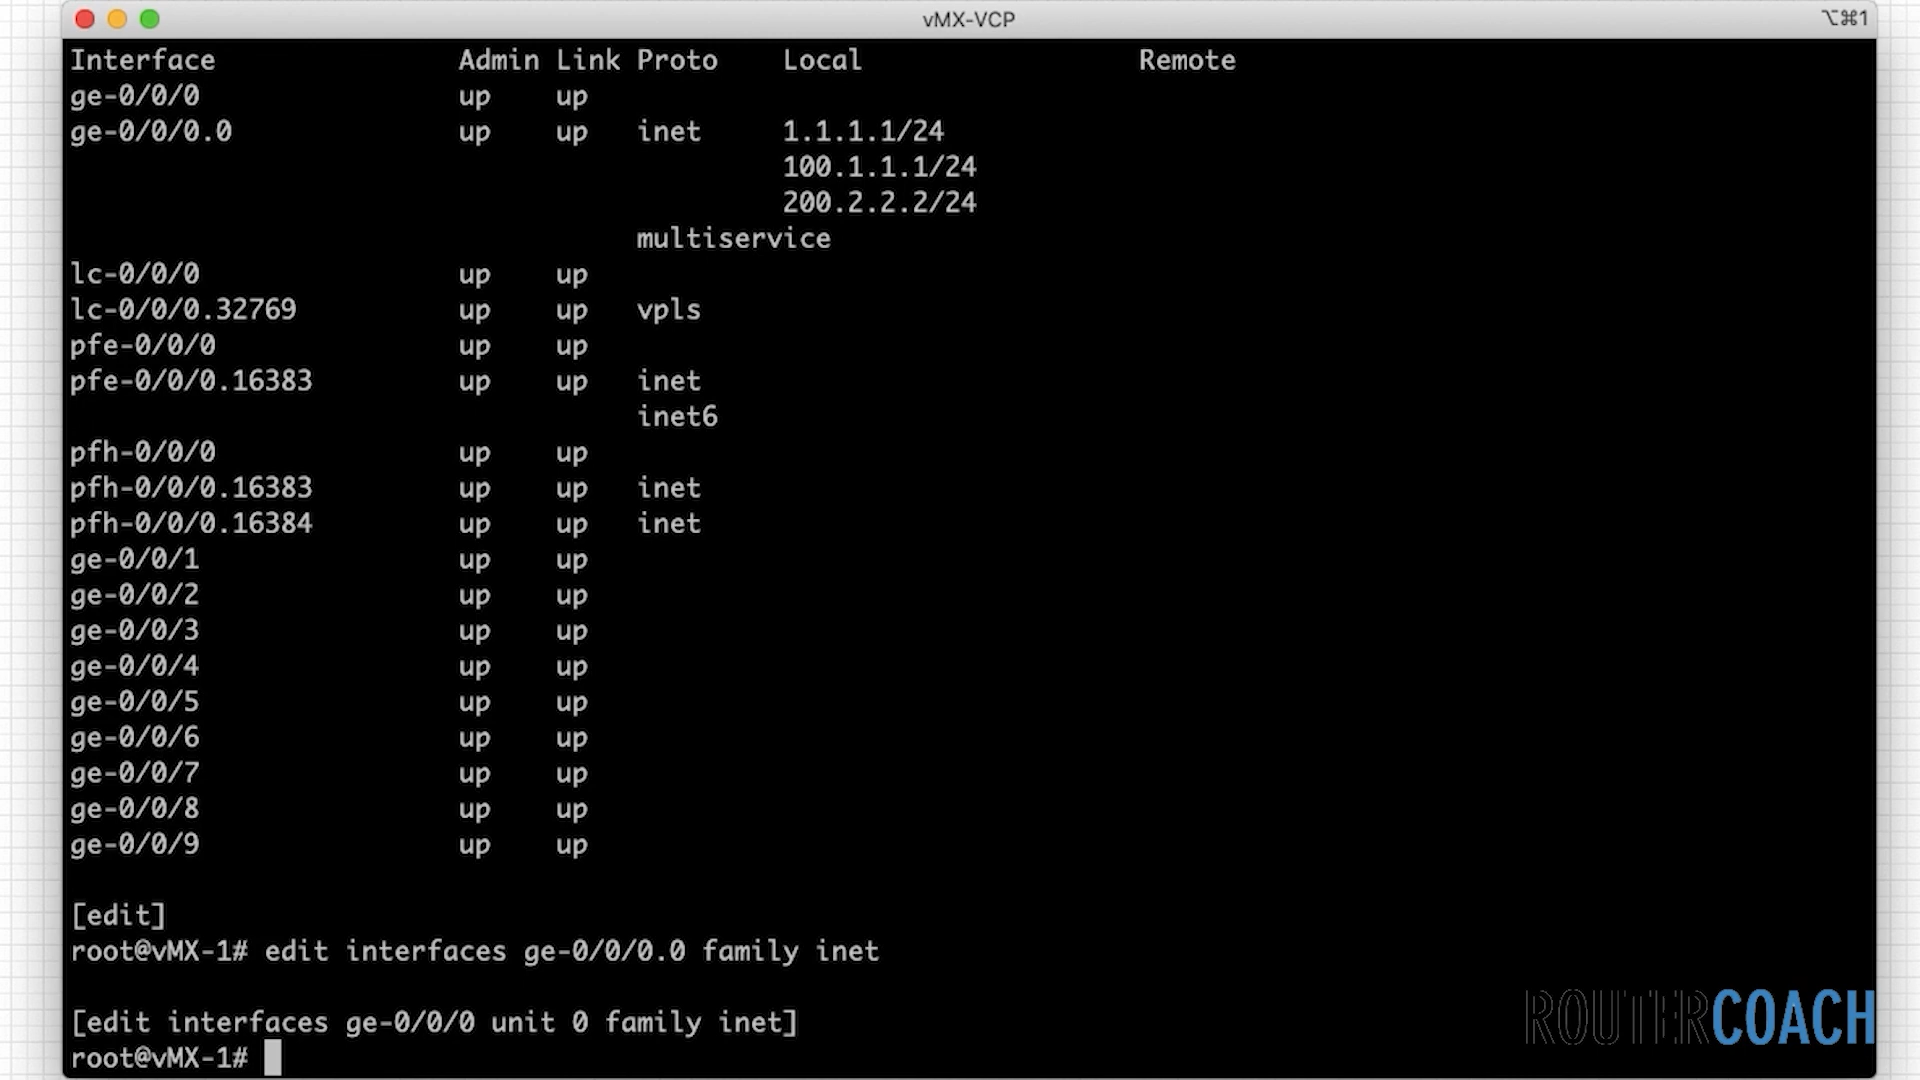 vMX-VCP
⌥⌘1
Interface Admin Link Proto Local Remote
ge-0/0/0 up up
ge-0/0/0.0 up up inet 1.1.1.1/24
100.1.1.1/24
200.2.2.2/24
multiservice
lc-0/0/0 up up
lc-0/0/0.32769 up up vpls
pfe-0/0/0 up up
pfe-0/0/0.16383 up up inet
inet6
pfh-0/0/0 up up
pfh-0/0/0.16383 up up inet
pfh-0/0/0.16384 up up inet
ge-0/0/1 up up
ge-0/0/2 up up
ge-0/0/3 up up
ge-0/0/4 up up
ge-0/0/5 up up
ge-0/0/6 up up
ge-0/0/7 up up
ge-0/0/8 up up
ge-0/0/9 up up
[edit]
root@vMX-1# edit interfaces ge-0/0/0.0 family inet
[edit interfaces ge-0/0/0 unit 0 family inet]
root@vMX-1#
ROUTERCOACH